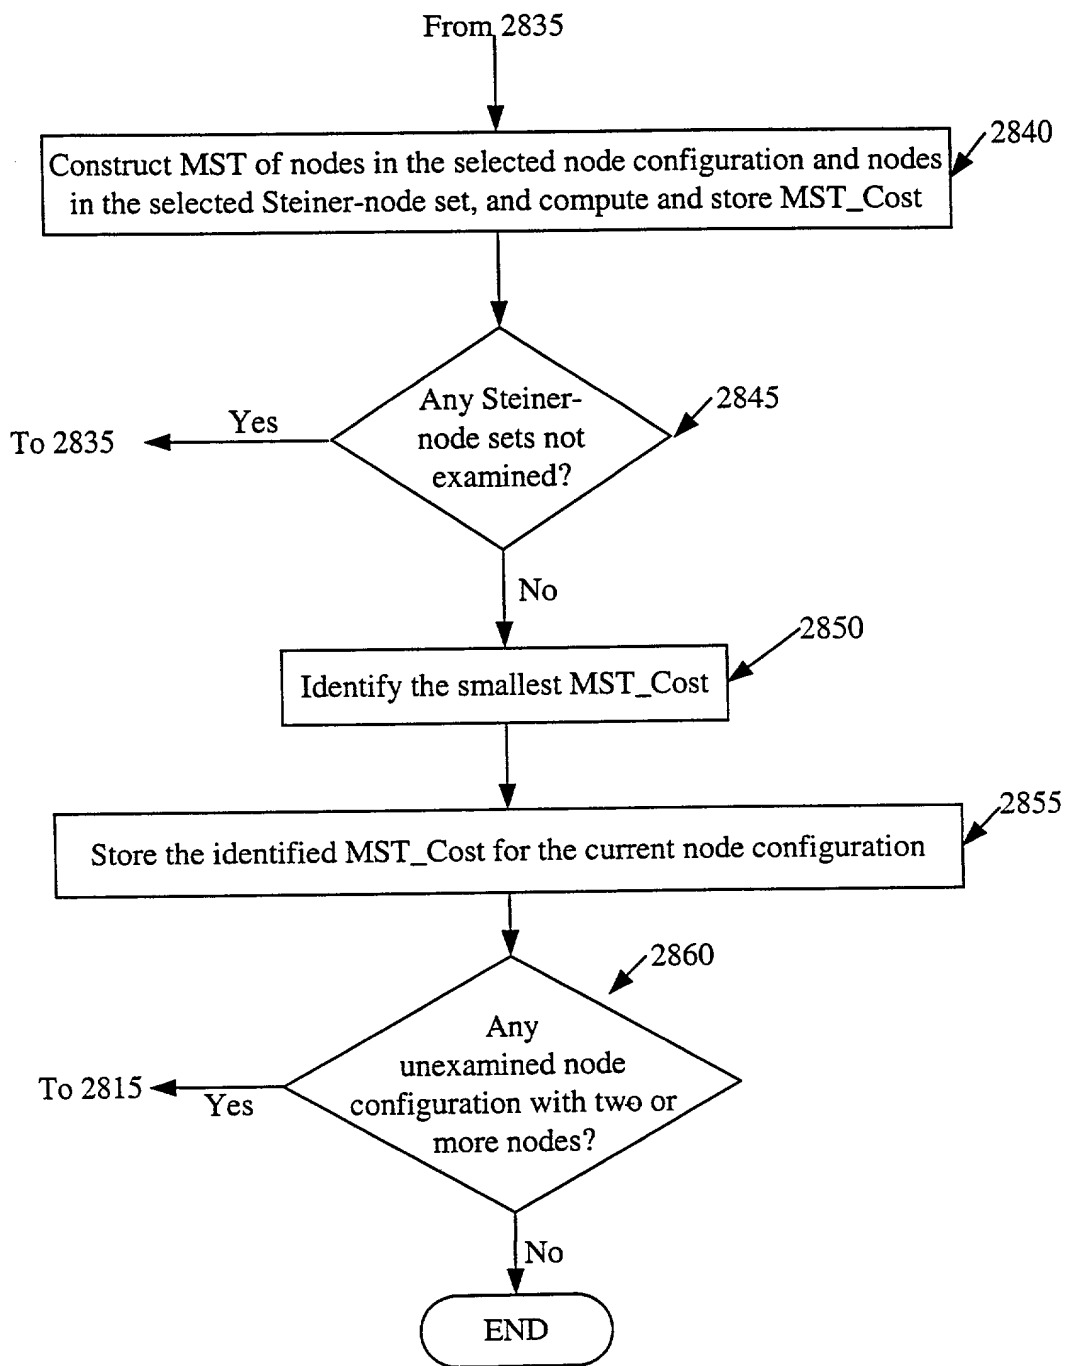 From 2835
2840
Construct MST of nodes in the selected node configuration and nodes
in the selected Steiner-node set, and compute and store MST_Cost
Any Steiner-
node sets not
examined?
2845
Yes
To 2835
No
2850
Identify the smallest MST_Cost
2855
Store the identified MST_Cost for the current node configuration
2860
Any
unexamined node
configuration with two or
more nodes?
To 2815
Yes
No
END